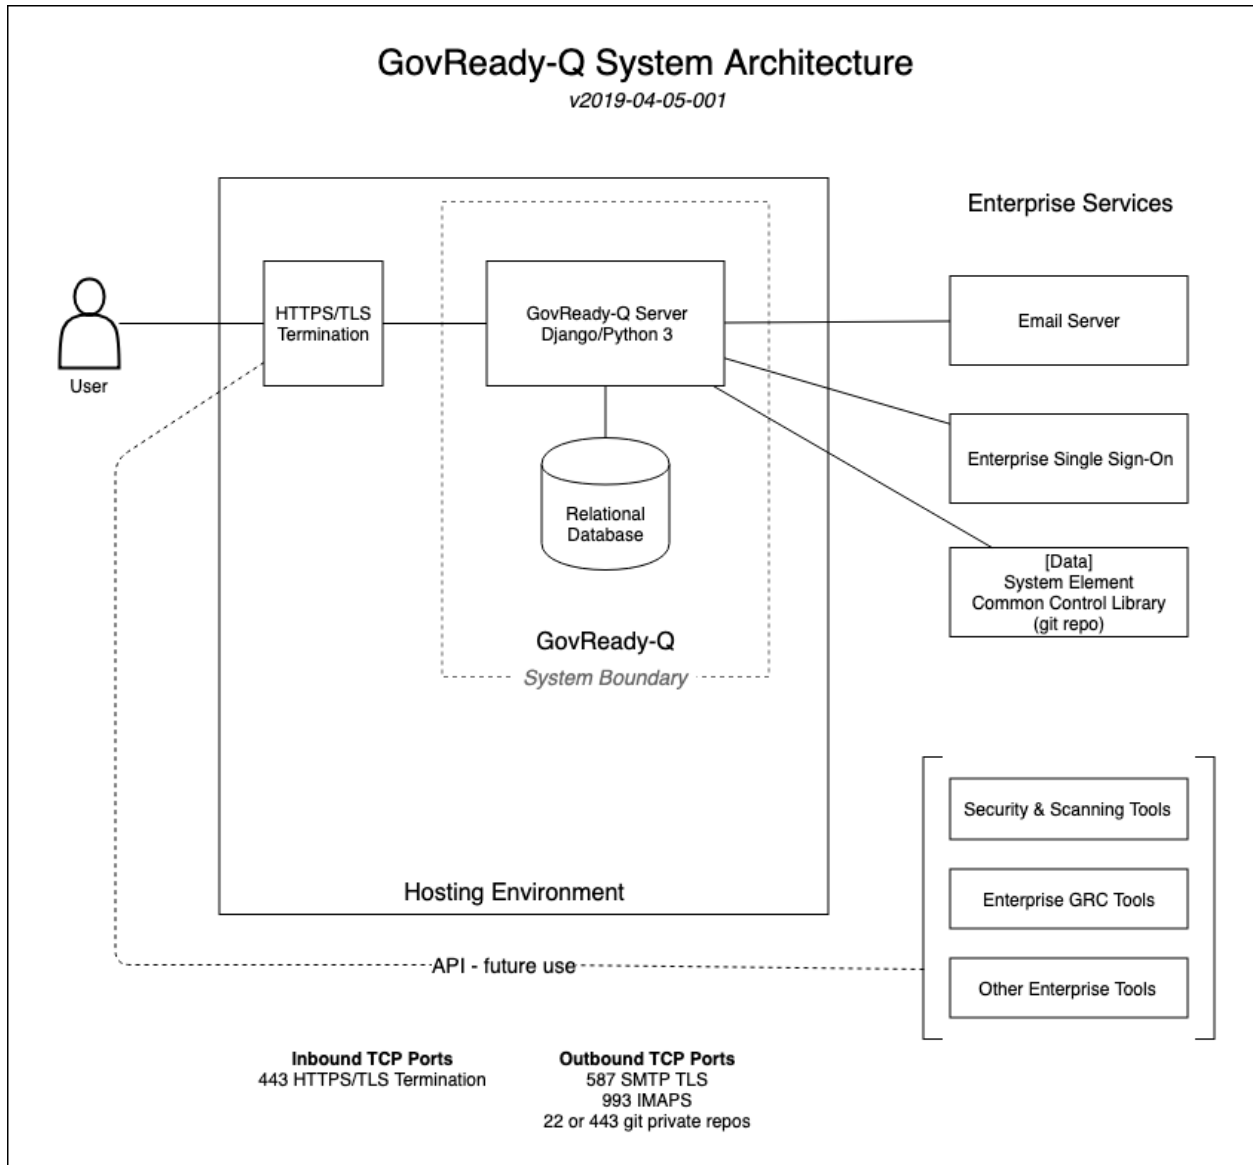 GovReady-Q System Architecture
v2019-04-05-001
Enterprise Services
HTTPS/TLS
Termination
GovReady-Q Server
Django/Python 3
Email Server
User
Enterprise Single Sign-On
Relational
Database
[Data]
System Element
Common Control Library
(git repo)
GovReady-Q
System Boundary
Security & Scanning Tools
Hosting Environment
Enterprise GRC Tools
API - future use
Other Enterprise Tools
Inbound TCP Ports
443 HTTPS/TLS Termination
Outbound TCP Ports
587 SMTP TLS
993 IMAPS
22 or 443 git private repos